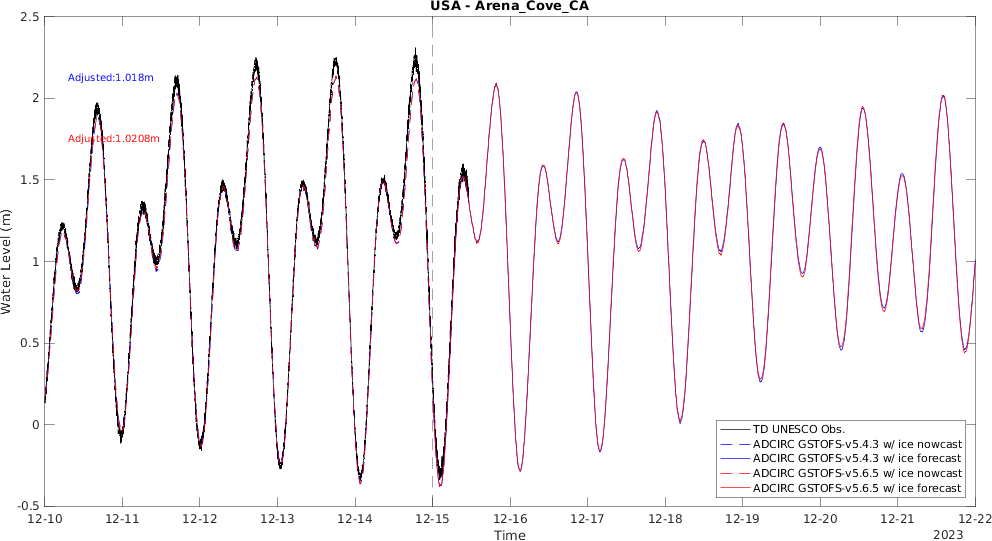 USA - Arena_Cove_CA
2.5
2
1.5
1
0.5
0
-0.5
Water Level (m)
Adjusted:1.018m
Adjusted:1.0208m
TD UNESCO Obs.
ADCIRC GSTOFS-v5.4.3 w/ ice nowcast
ADCIRC GSTOFS-v5.4.3 w/ ice forecast
ADCIRC GSTOFS-v5.6.5 w/ ice nowcast
ADCIRC GSTOFS-v5.6.5 w/ ice forecast
12-10 12-11 12-12 12-13 12-14 12-15 12-16 12-17 12-18 12-19 12-20 12-21 12-22
Time
2023